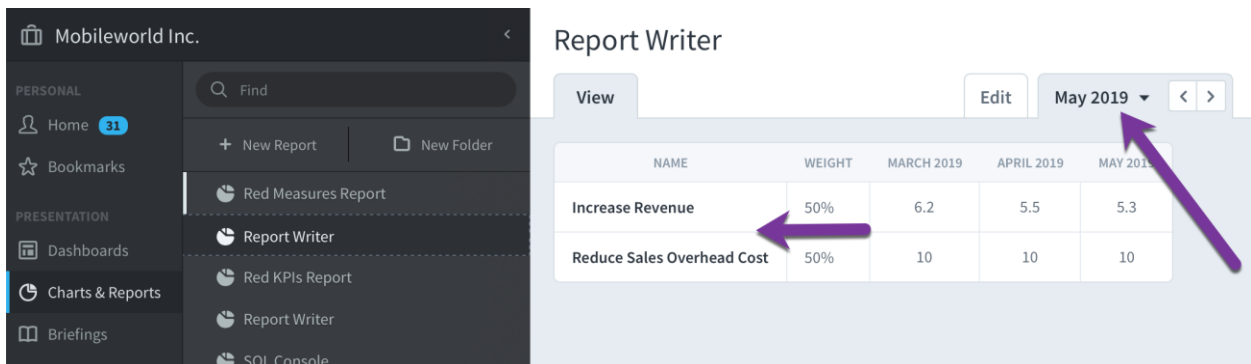 Mobileworld Inc.
PERSONAL
Home 31
Bookmarks
PRESENTATION
Dashboards
Charts & Reports
Briefings
Find
+ New Report New Folder
Red Measures Report
Report Writer
Red KPIs Report
Report Writer
SQL Console
Report Writer
View Edit May 2019
NAME WEIGHT MARCH 2019 APRIL 2019 MAY 2019
Increase Revenue 50% 6.2 5.5 5.3
Reduce Sales Overhead Cost 50% 10 10 10